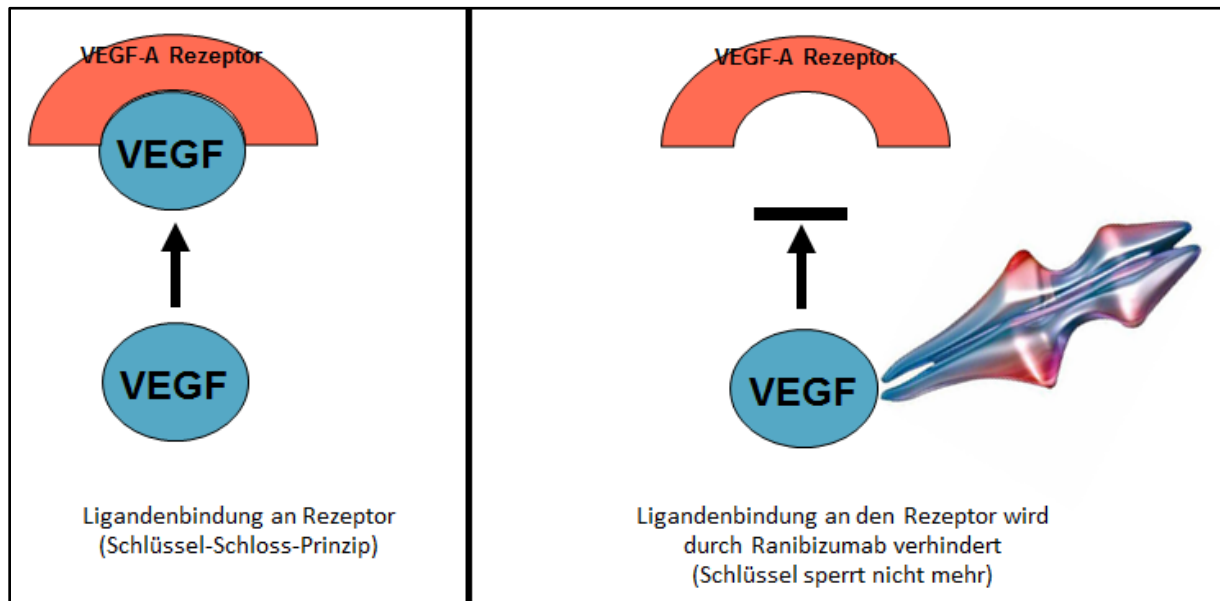 VEGF-A Rezeptor
VEGF
VEGF
Ligandenbindung an Rezeptor
(Schlüssel-Schloss-Prinzip)
VEGF-A Rezeptor
VEGF
Ligandenbindung an den Rezeptor wird
durch Ranibizumab verhindert
(Schlüssel sperrt nicht mehr)